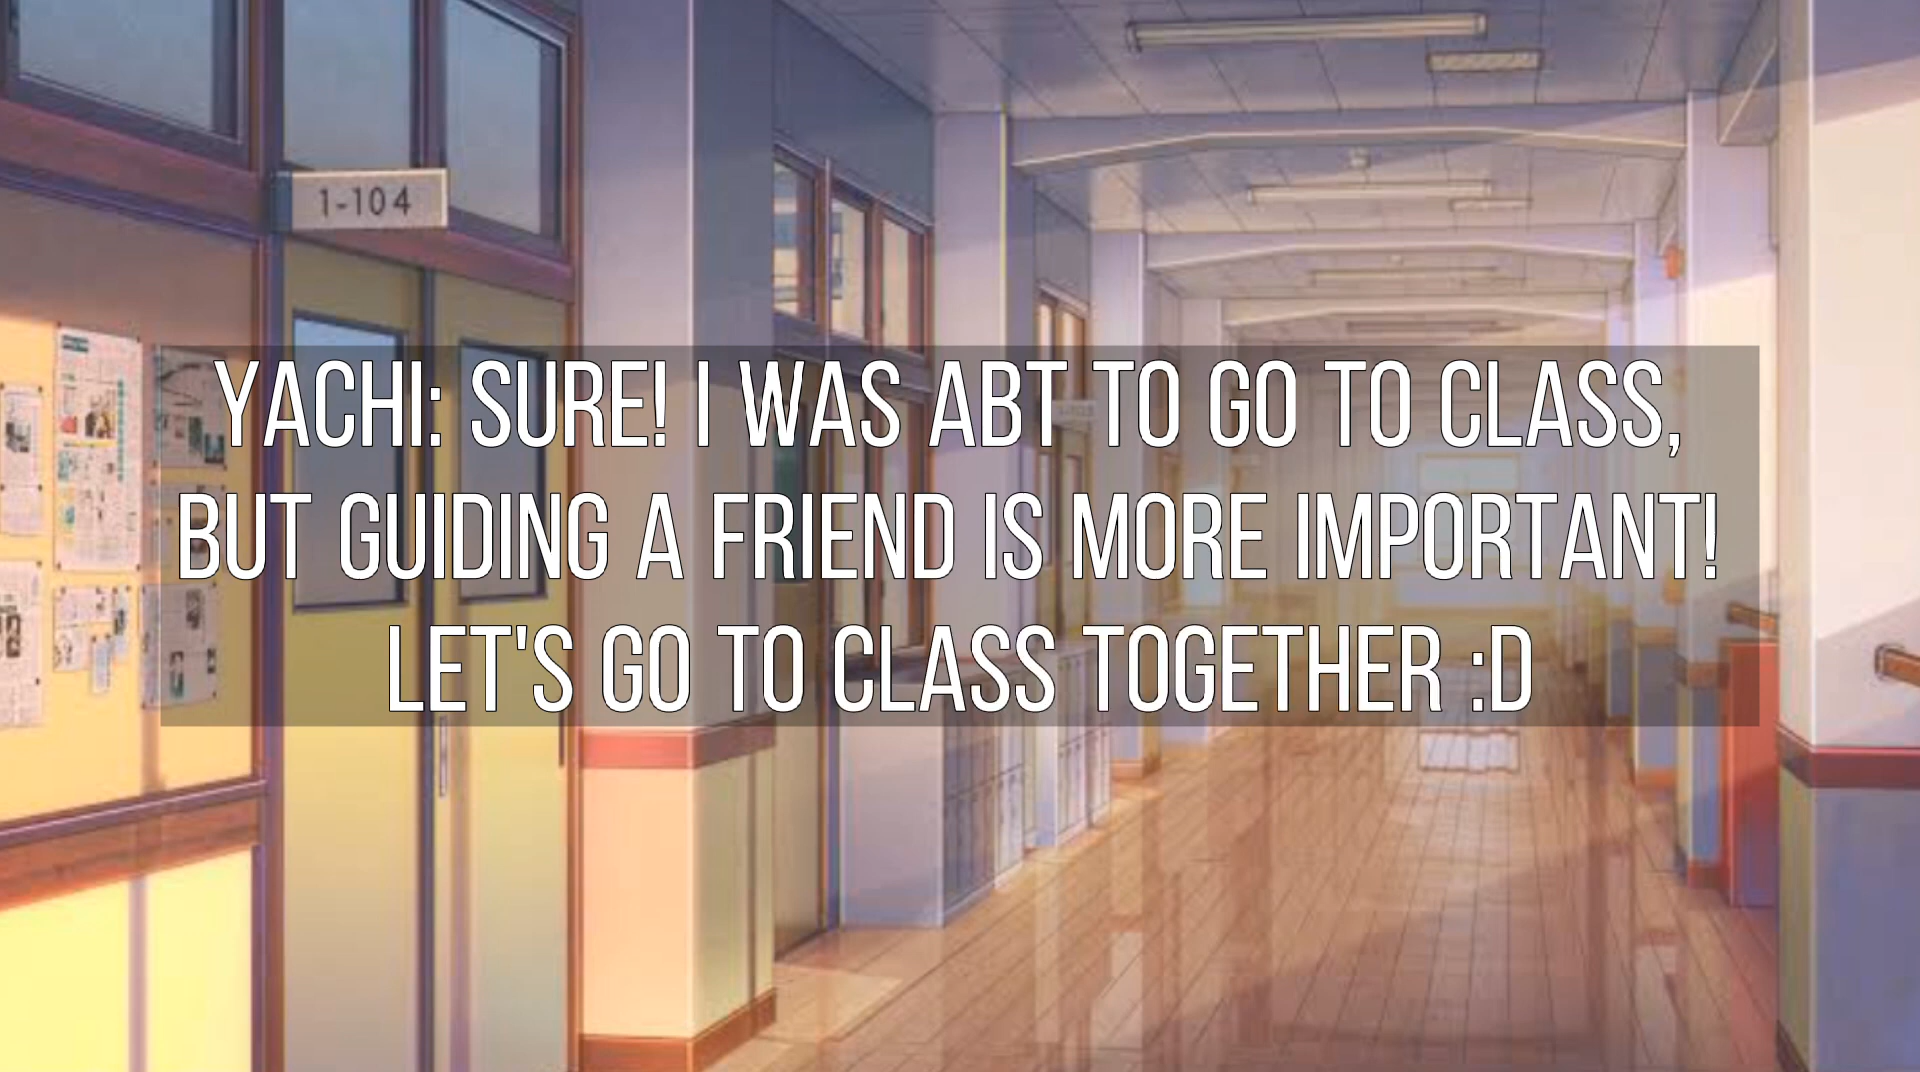 1-104
YACHI: SURE! I WAS ABT TO GO TO CLASS,
BUT GUIDING A FRIEND IS MORE IMPORTANT!
LET'S GO TO CLASS TOGETHER :D